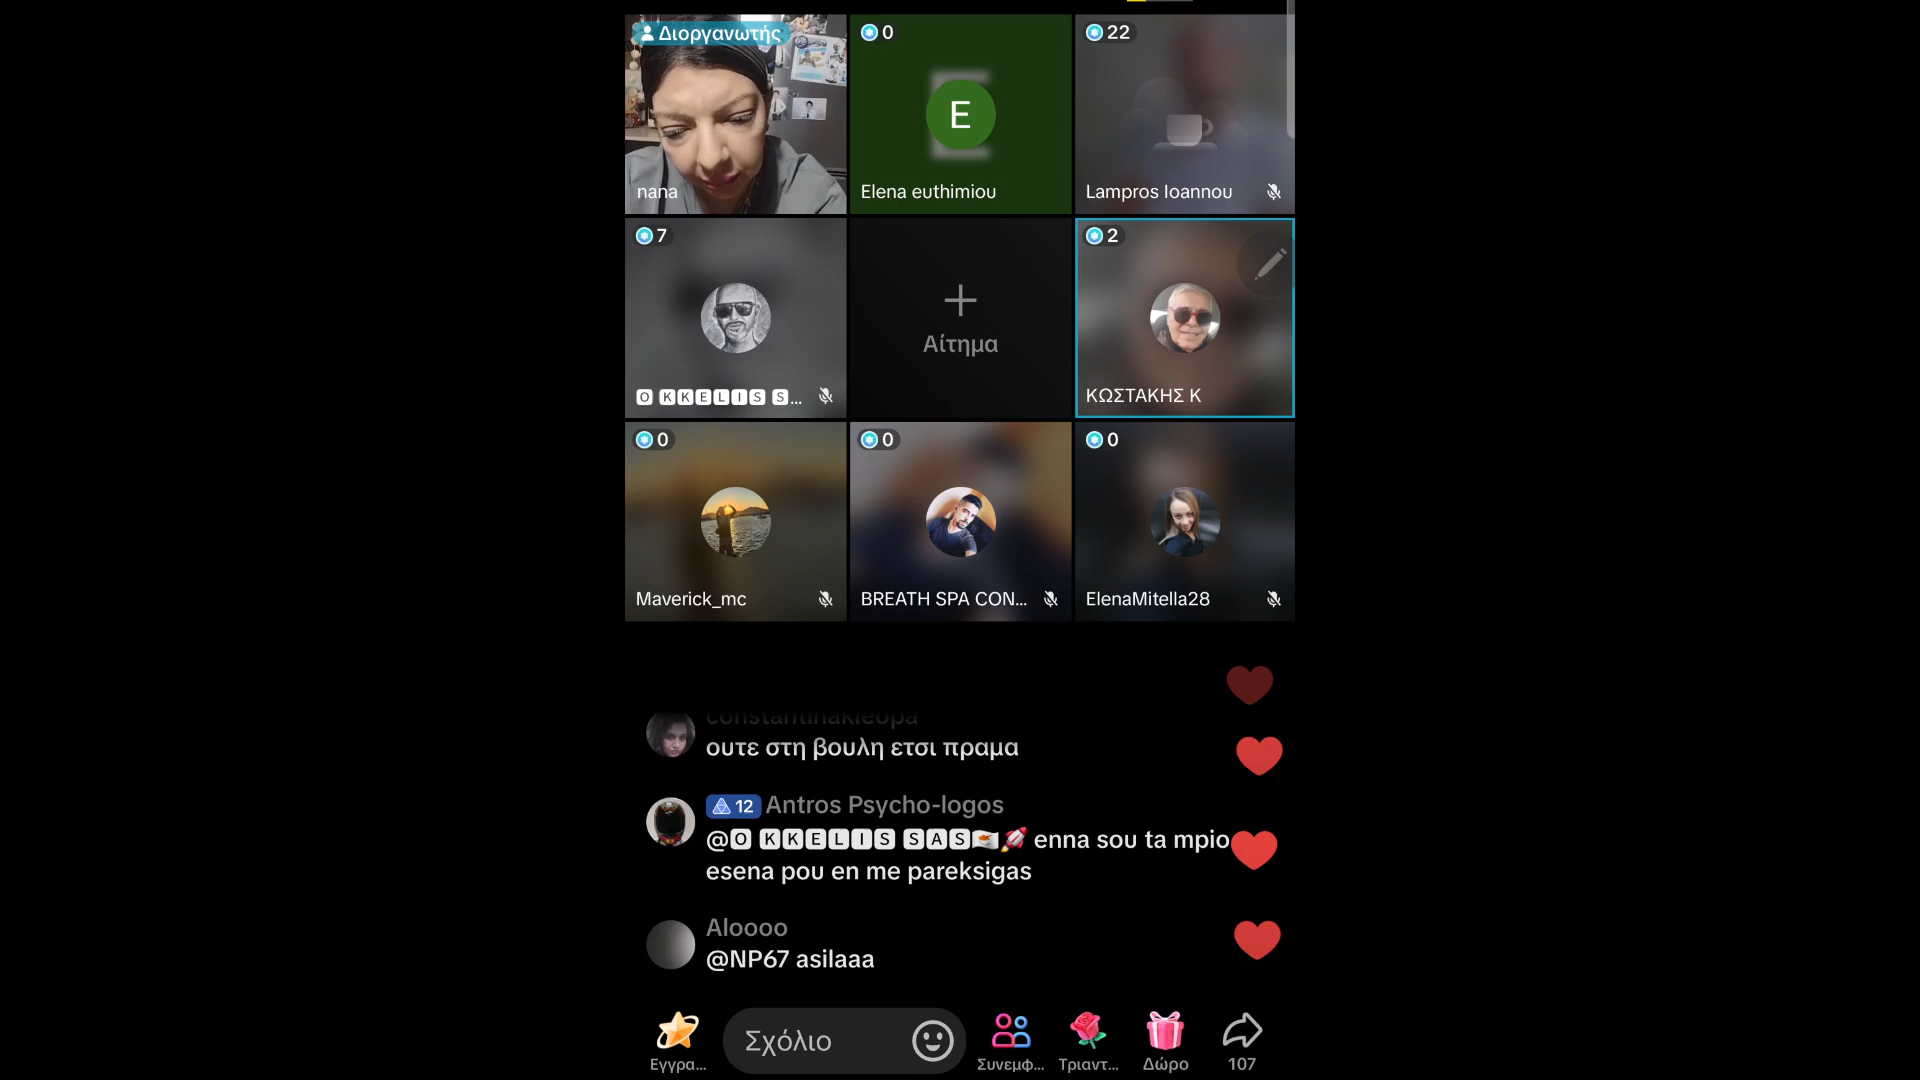 Διοργανωτής
0
22
E
nana
Elena euthimiou
Lampros Ioannou
7
2
Αίτημα
🅾 🅺🅺🅴🅻🅸🆂 🆂...
ΚΩΣΤΑΚΗΣ Κ
0
0
0
Maverick_mc
BREATH SPA CON...
ElenaMitella28
constantinakleopa
ουτε στη βουλη ετσι πραμα
12 Antros Psycho-logos
@🅾 🅺🅺🅴🅻🅸🆂 🆂🅰🆂🇨🇾🚀 enna sou ta mpio
esena pou en me pareksigas
Aloooo
@NP67 asilaaa
Σχόλιο
Εγγρα...
Συνεμφ...
Τριαντ...
Δώρο
107